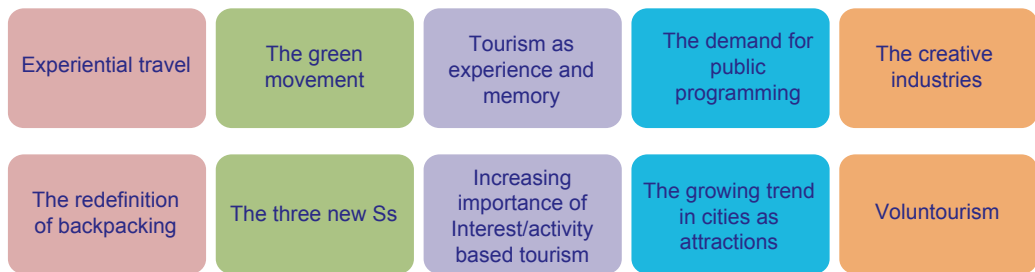 Experiential travel
The green
movement
Tourism as
experience and
memory
The demand for
public
programming
The creative
industries
The redefinition
of backpacking
The three new Ss
Increasing
importance of
Interest/activity
based tourism
The growing trend
in cities as
attractions
Voluntourism